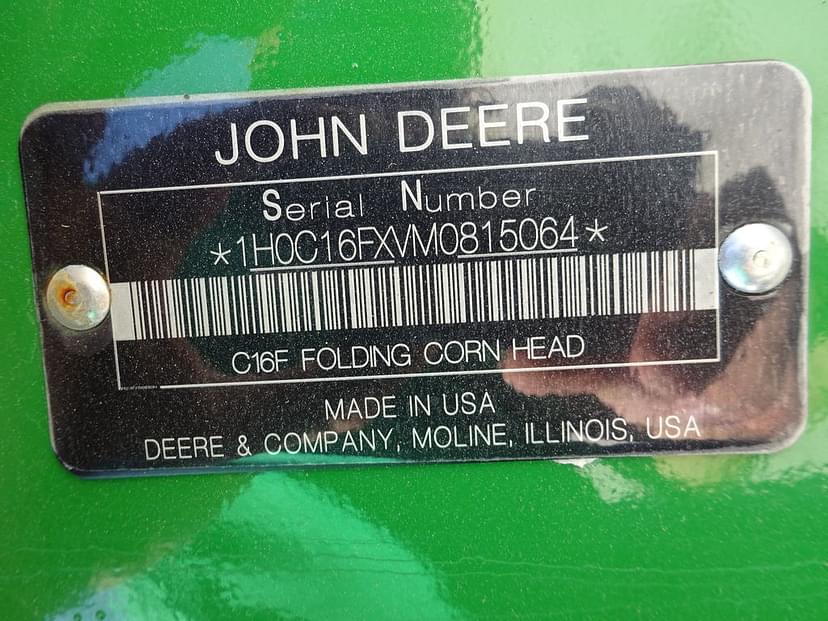 JOHN DEERE
Serial Number
*1H0C16FXVM0815064*
C16F FOLDING CORN HEAD
MADE IN USA
DEERE & COMPANY, MOLINE, ILLINOIS, USA